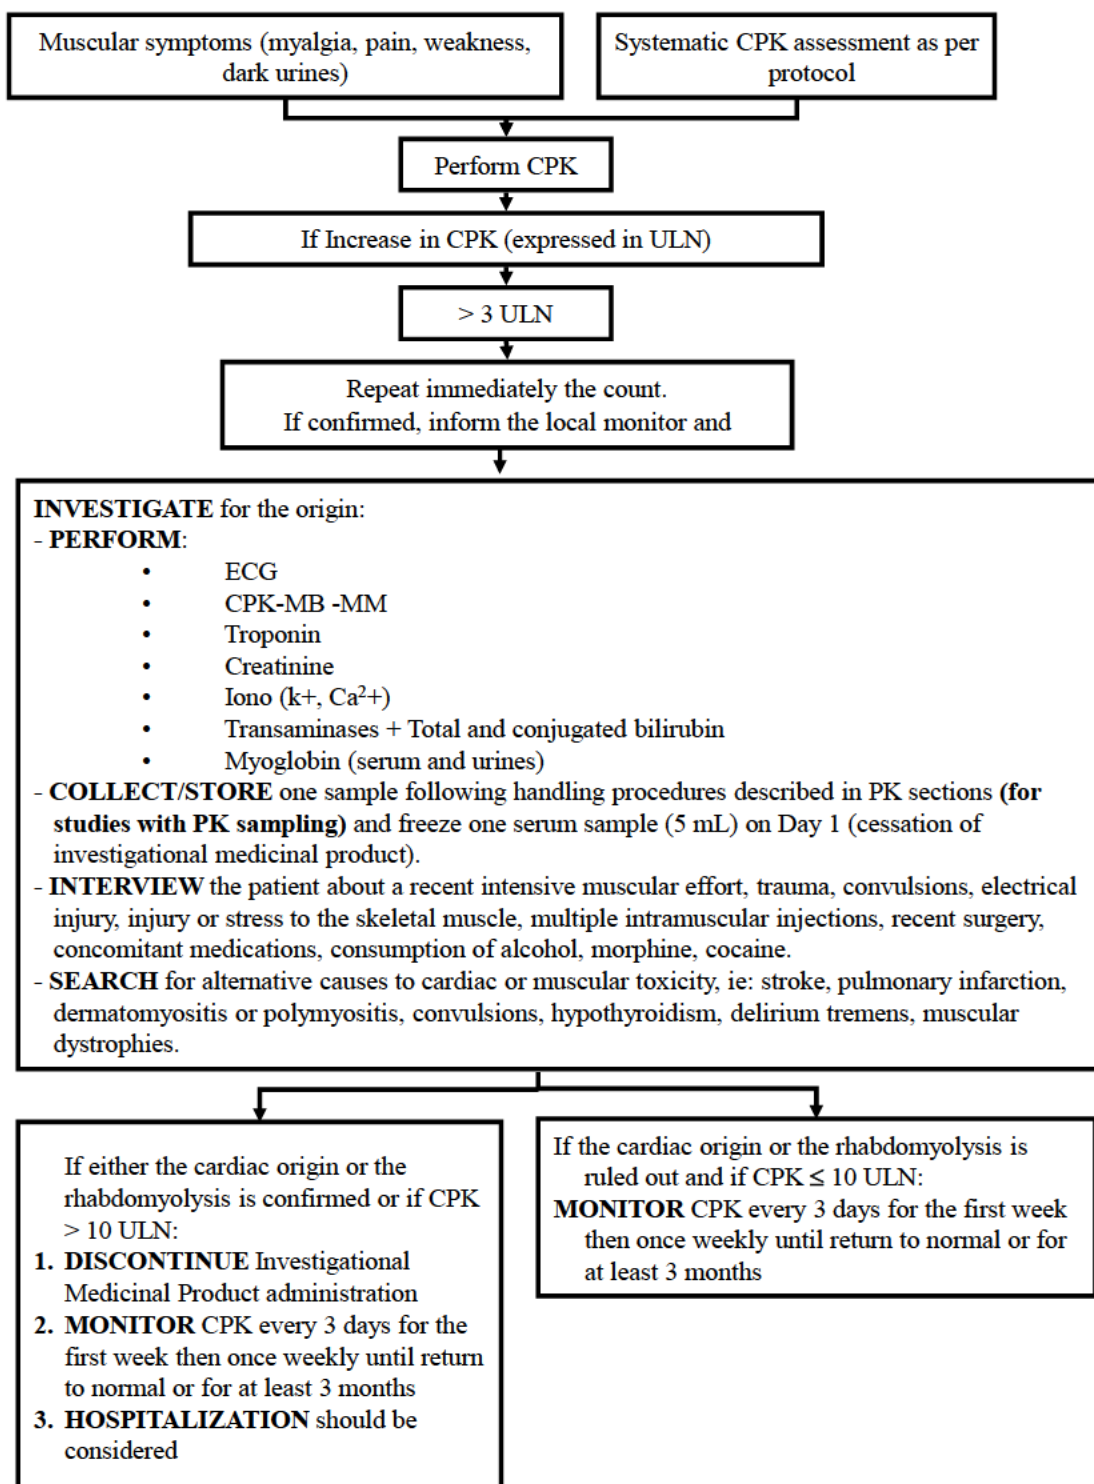 Muscular symptoms (myalgia, pain, weakness,
dark urines)
Systematic CPK assessment as per
protocol
Perform CPK
If Increase in CPK (expressed in ULN)
> 3 ULN
Repeat immediately the count.
If confirmed, inform the local monitor and
INVESTIGATE for the origin:
- PERFORM:
• ECG
• CPK-MB -MM
• Troponin
• Creatinine
• Iono (k+, Ca²+)
• Transaminases + Total and conjugated bilirubin
• Myoglobin (serum and urines)
- COLLECT/STORE one sample following handling procedures described in PK sections (for
studies with PK sampling) and freeze one serum sample (5 mL) on Day 1 (cessation of
investigational medicinal product).
- INTERVIEW the patient about a recent intensive muscular effort, trauma, convulsions, electrical
injury, injury or stress to the skeletal muscle, multiple intramuscular injections, recent surgery,
concomitant medications, consumption of alcohol, morphine, cocaine.
- SEARCH for alternative causes to cardiac or muscular toxicity, ie: stroke, pulmonary infarction,
dermatomyositis or polymyositis, convulsions, hypothyroidism, delirium tremens, muscular
dystrophies.
If either the cardiac origin or the
rhabdomyolysis is confirmed or if CPK
> 10 ULN:
1. DISCONTINUE Investigational
Medicinal Product administration
2. MONITOR CPK every 3 days for the
first week then once weekly until return
to normal or for at least 3 months
3. HOSPITALIZATION should be
considered
If the cardiac origin or the rhabdomyolysis is
ruled out and if CPK ≤ 10 ULN:
MONITOR CPK every 3 days for the first week
then once weekly until return to normal or for
at least 3 months